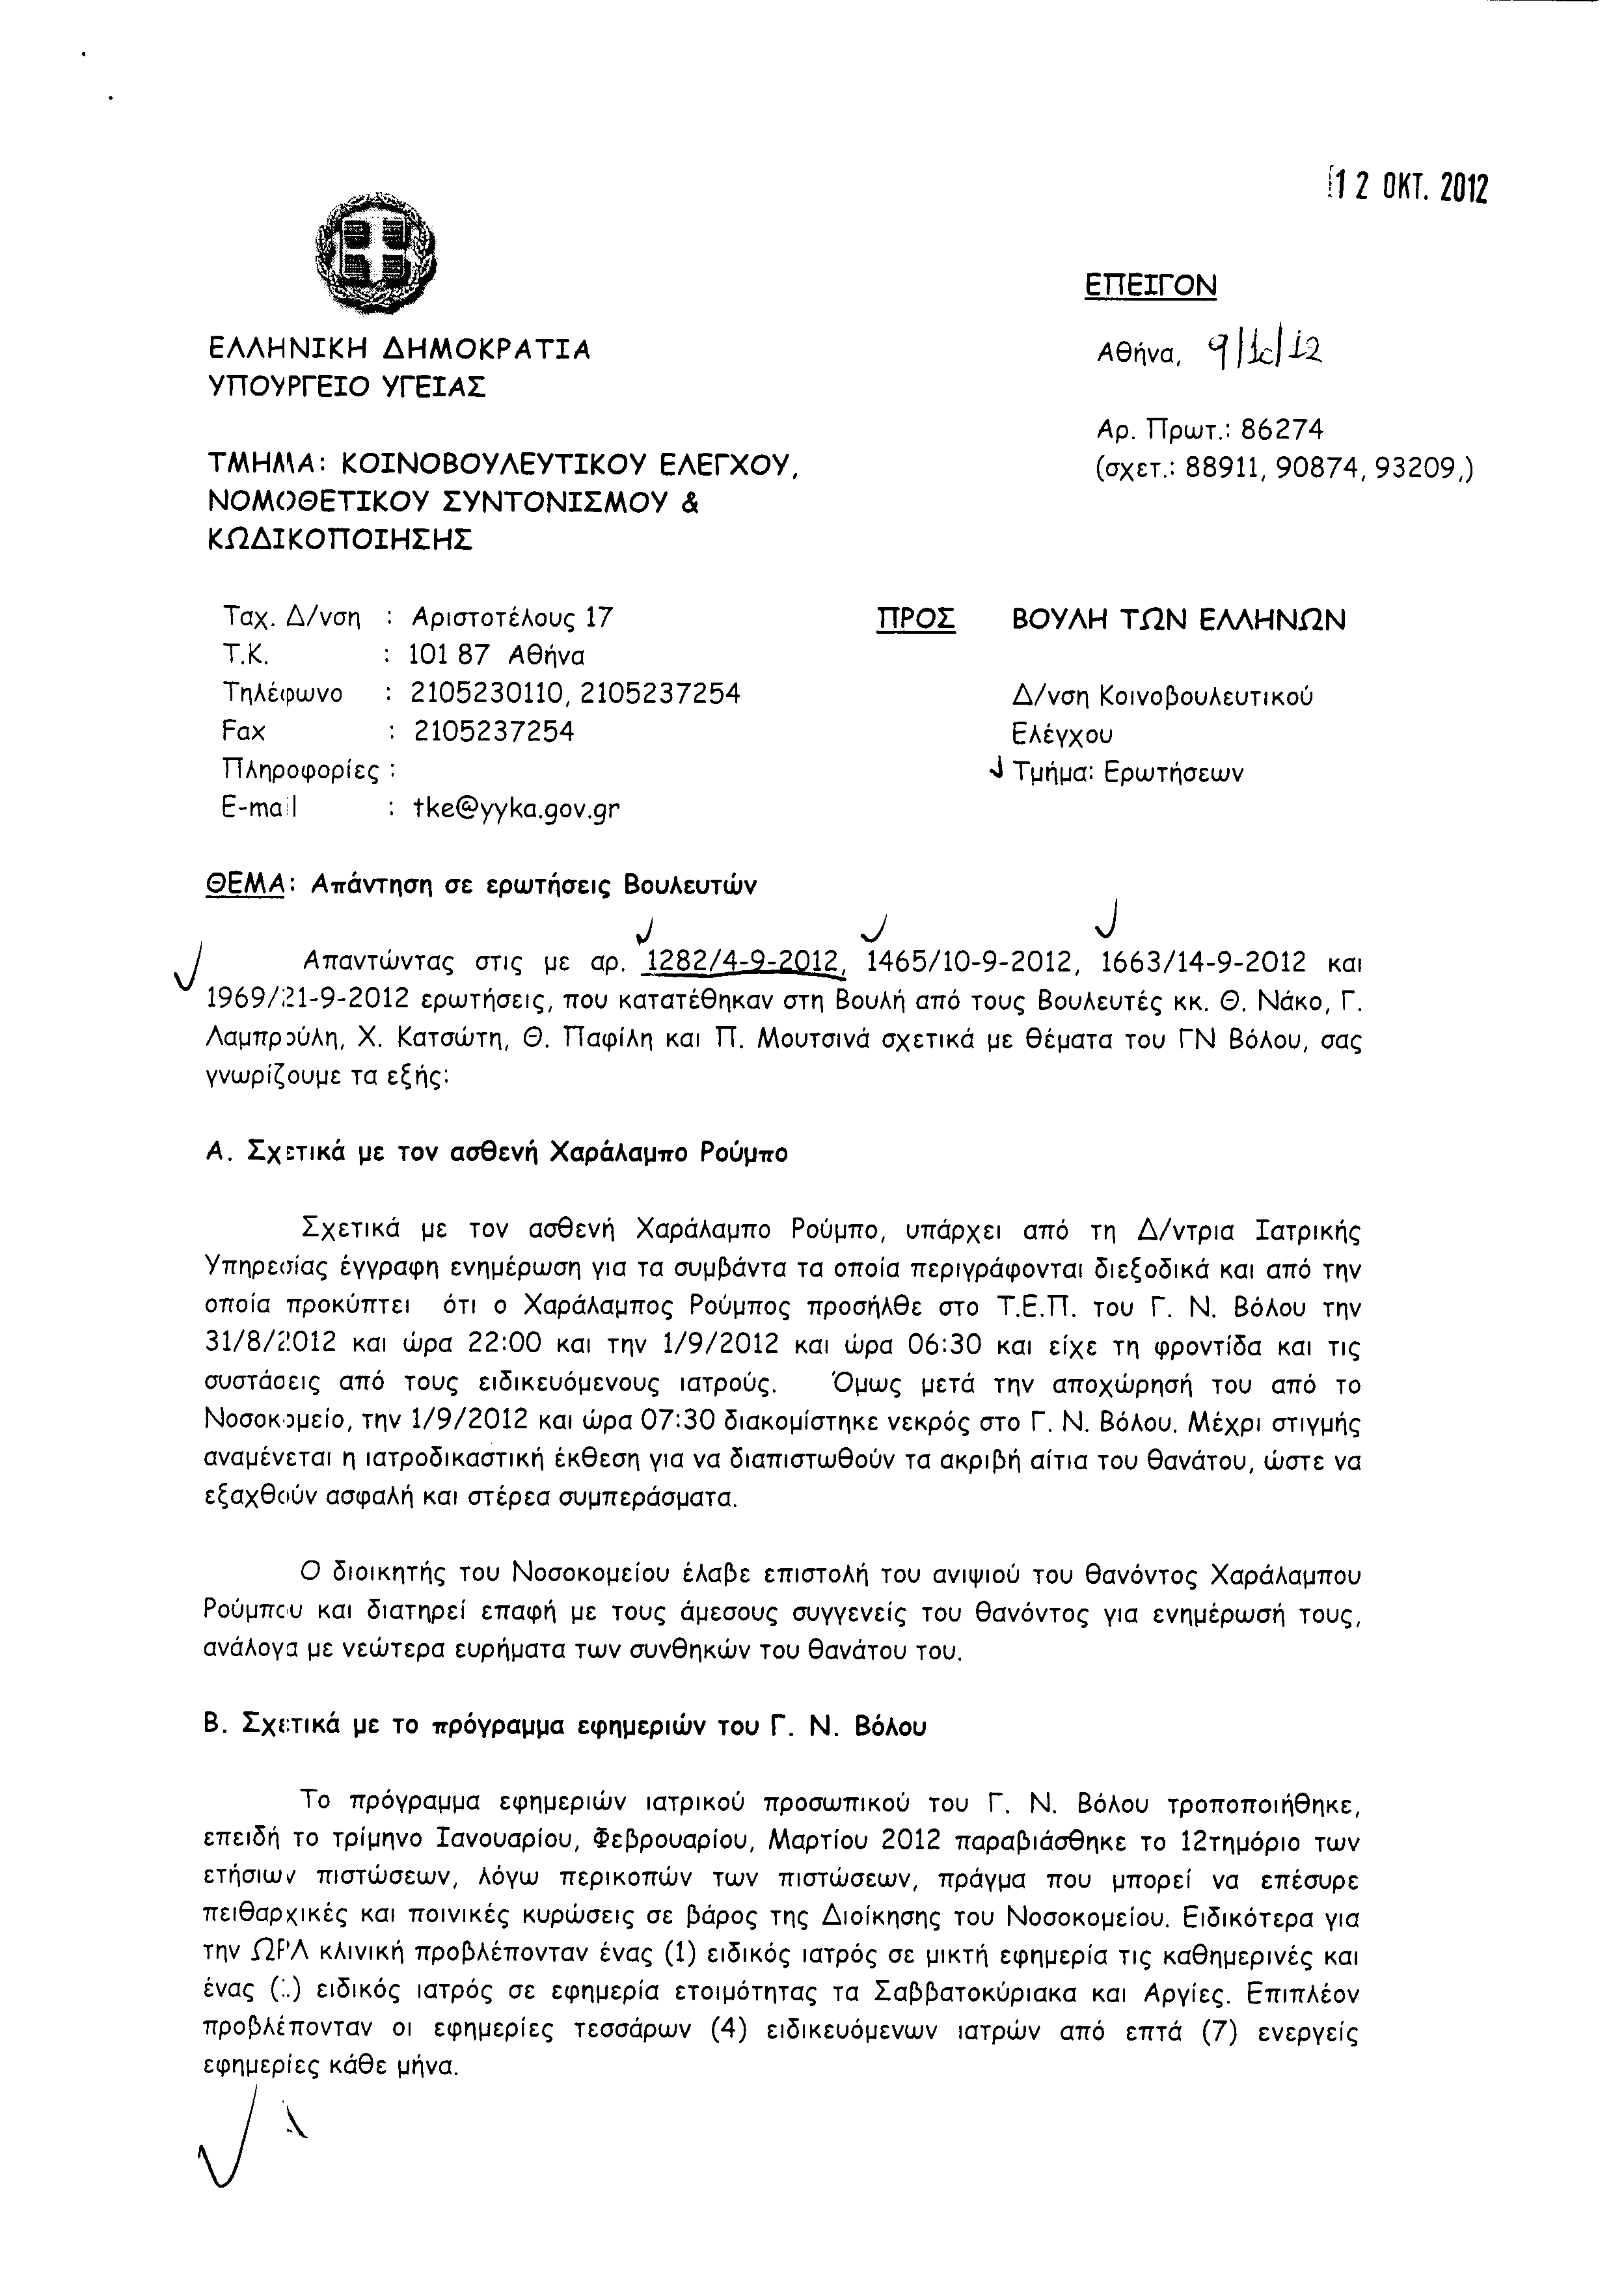 12 ΟΚΤ. 2012
ΕΠΕΙΓΟΝ
ΕΛΛΗΝΙΚΗ ΔΗΜΟΚΡΑΤΙΑ
ΥΠΟΥΡΓΕΙΟ ΥΓΕΙΑΣ
Αθήνα, 9/10/12
Αρ. Πρωτ.: 86274
(σχετ.: 88911, 90874, 93209,)
ΤΜΗΜΑ: ΚΟΙΝΟΒΟΥΛΕΥΤΙΚΟΥ ΕΛΕΓΧΟΥ,
ΝΟΜΟΘΕΤΙΚΟΥ ΣΥΝΤΟΝΙΣΜΟΥ &
ΚΩΔΙΚΟΠΟΙΗΣΗΣ
Ταχ. Δ/νση : Αριστοτέλους 17
Τ.Κ. : 101 87 Αθήνα
Τηλέφωνο : 2105230110, 2105237254
Fax : 2105237254
Πληροφορίες :
E-mail : tke@yyka.gov.gr
ΠΡΟΣ ΒΟΥΛΗ ΤΩΝ ΕΛΛΗΝΩΝ
Δ/νση Κοινοβουλευτικού
Ελέγχου
Τμήμα: Ερωτήσεων
ΘΕΜΑ: Απάντηση σε ερωτήσεις Βουλευτών
Απαντώντας στις με αρ. 1282/4-9-2012, 1465/10-9-2012, 1663/14-9-2012 και
1969/21-9-2012 ερωτήσεις, που κατατέθηκαν στη Βουλή από τους Βουλευτές κκ. Θ. Νάκο, Γ.
Λαμπρούλη, Χ. Κατσώτη, Θ. Παφίλη και Π. Μουτσινά σχετικά με θέματα του ΓΝ Βόλου, σας
γνωρίζουμε τα εξής:
Α. Σχετικά με τον ασθενή Χαράλαμπο Ρούμπο
Σχετικά με τον ασθενή Χαράλαμπο Ρούμπο, υπάρχει από τη Δ/ντρια Ιατρικής
Υπηρεσίας έγγραφη ενημέρωση για τα συμβάντα τα οποία περιγράφονται διεξοδικά και από την
οποία προκύπτει ότι ο Χαράλαμπος Ρούμπος προσήλθε στο Τ.Ε.Π. του Γ. Ν. Βόλου την
31/8/2012 και ώρα 22:00 και την 1/9/2012 και ώρα 06:30 και είχε τη φροντίδα και τις
συστάσεις από τους ειδικευόμενους ιατρούς. Όμως μετά την αποχώρησή του από το
Νοσοκομείο, την 1/9/2012 και ώρα 07:30 διακομίστηκε νεκρός στο Γ. Ν. Βόλου. Μέχρι στιγμής
αναμένεται η ιατροδικαστική έκθεση για να διαπιστωθούν τα ακριβή αίτια του θανάτου, ώστε να
εξαχθούν ασφαλή και στέρεα συμπεράσματα.
Ο διοικητής του Νοσοκομείου έλαβε επιστολή του ανιψιού του θανόντος Χαράλαμπου
Ρούμπου και διατηρεί επαφή με τους άμεσους συγγενείς του θανόντος για ενημέρωσή τους,
ανάλογα με νεώτερα ευρήματα των συνθηκών του θανάτου του.
Β. Σχετικά με το πρόγραμμα εφημεριών του Γ. Ν. Βόλου
Το πρόγραμμα εφημεριών ιατρικού προσωπικού του Γ. Ν. Βόλου τροποποιήθηκε,
επειδή το τρίμηνο Ιανουαρίου, Φεβρουαρίου, Μαρτίου 2012 παραβιάσθηκε το 12τημόριο των
ετήσιων πιστώσεων, λόγω περικοπών των πιστώσεων, πράγμα που μπορεί να επέσυρε
πειθαρχικές και ποινικές κυρώσεις σε βάρος της Διοίκησης του Νοσοκομείου. Ειδικότερα για
την ΩΡΛ κλινική προβλέπονταν ένας (1) ειδικός ιατρός σε μικτή εφημερία τις καθημερινές και
ένας (1) ειδικός ιατρός σε εφημερία ετοιμότητας τα Σαββατοκύριακα και Αργίες. Επιπλέον
προβλέπονταν οι εφημερίες τεσσάρων (4) ειδικευόμενων ιατρών από επτά (7) ενεργείς
εφημερίες κάθε μήνα.